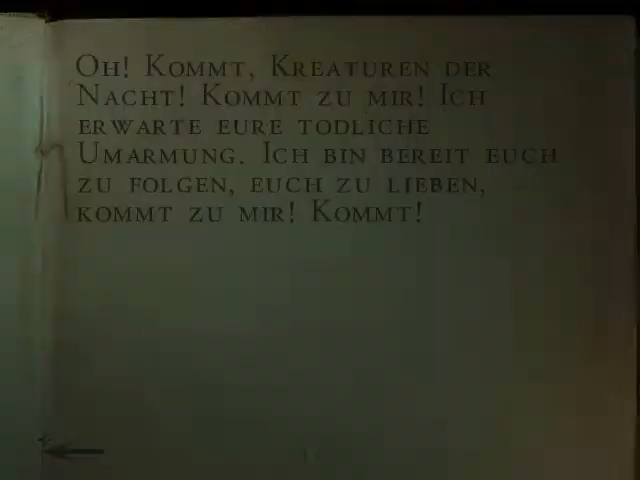 Oh! Kommt, Kreaturen der
Nacht! Kommt zu mir! Ich
erwarte eure todliche
Umarmung. Ich bin bereit euch
zu folgen, euch zu lieben,
kommt zu mir! Kommt!